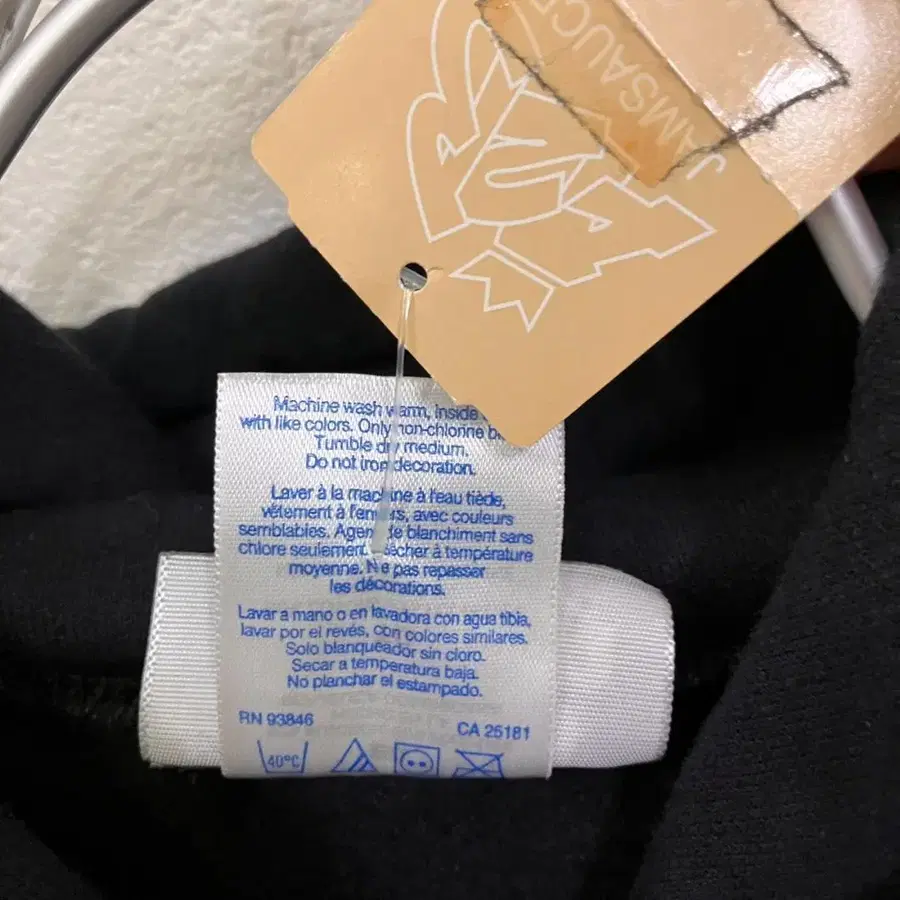 JAMSAUCE
Machine wash warm, Inside
with like colors. Only non-chlorine
Tumble dry medium.
Do not iron decoration.
Laver à la machine à l'eau tiède,
vêtement à l'envers, avec couleurs
semblables. Agent de blanchiment sans
chlore seulement. Sécher à température
moyenne. Ne pas repasser
les décorations.
Lavar a mano o en lavadora con agua tibia,
lavar por el revés, con colores similares.
Solo blanqueador sin cloro.
Secar a temperatura baja.
No planchar el estampado.
RN 93846
CA 25181
40°C